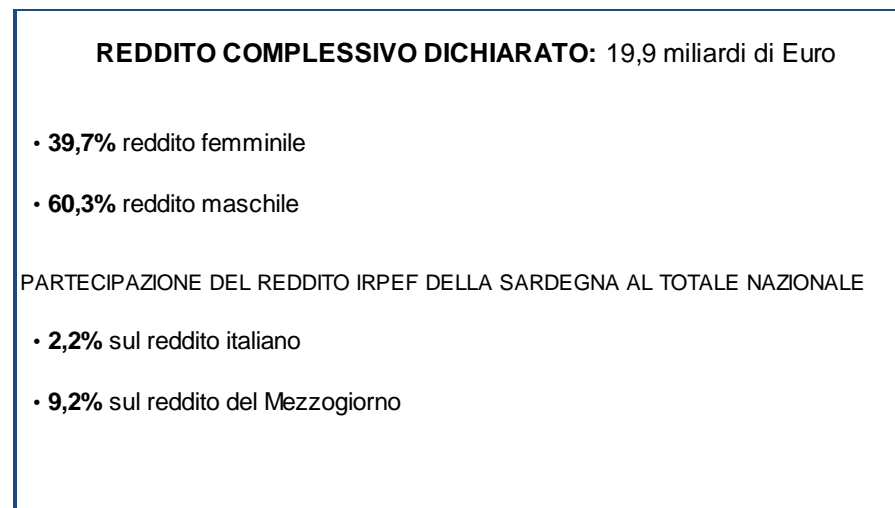 REDDITO COMPLESSIVO DICHIARATO: 19,9 miliardi di Euro
• 39,7% reddito femminile
• 60,3% reddito maschile
PARTECIPAZIONE DEL REDDITO IRPEF DELLA SARDEGNA AL TOTALE NAZIONALE
• 2,2% sul reddito italiano
• 9,2% sul reddito del Mezzogiorno